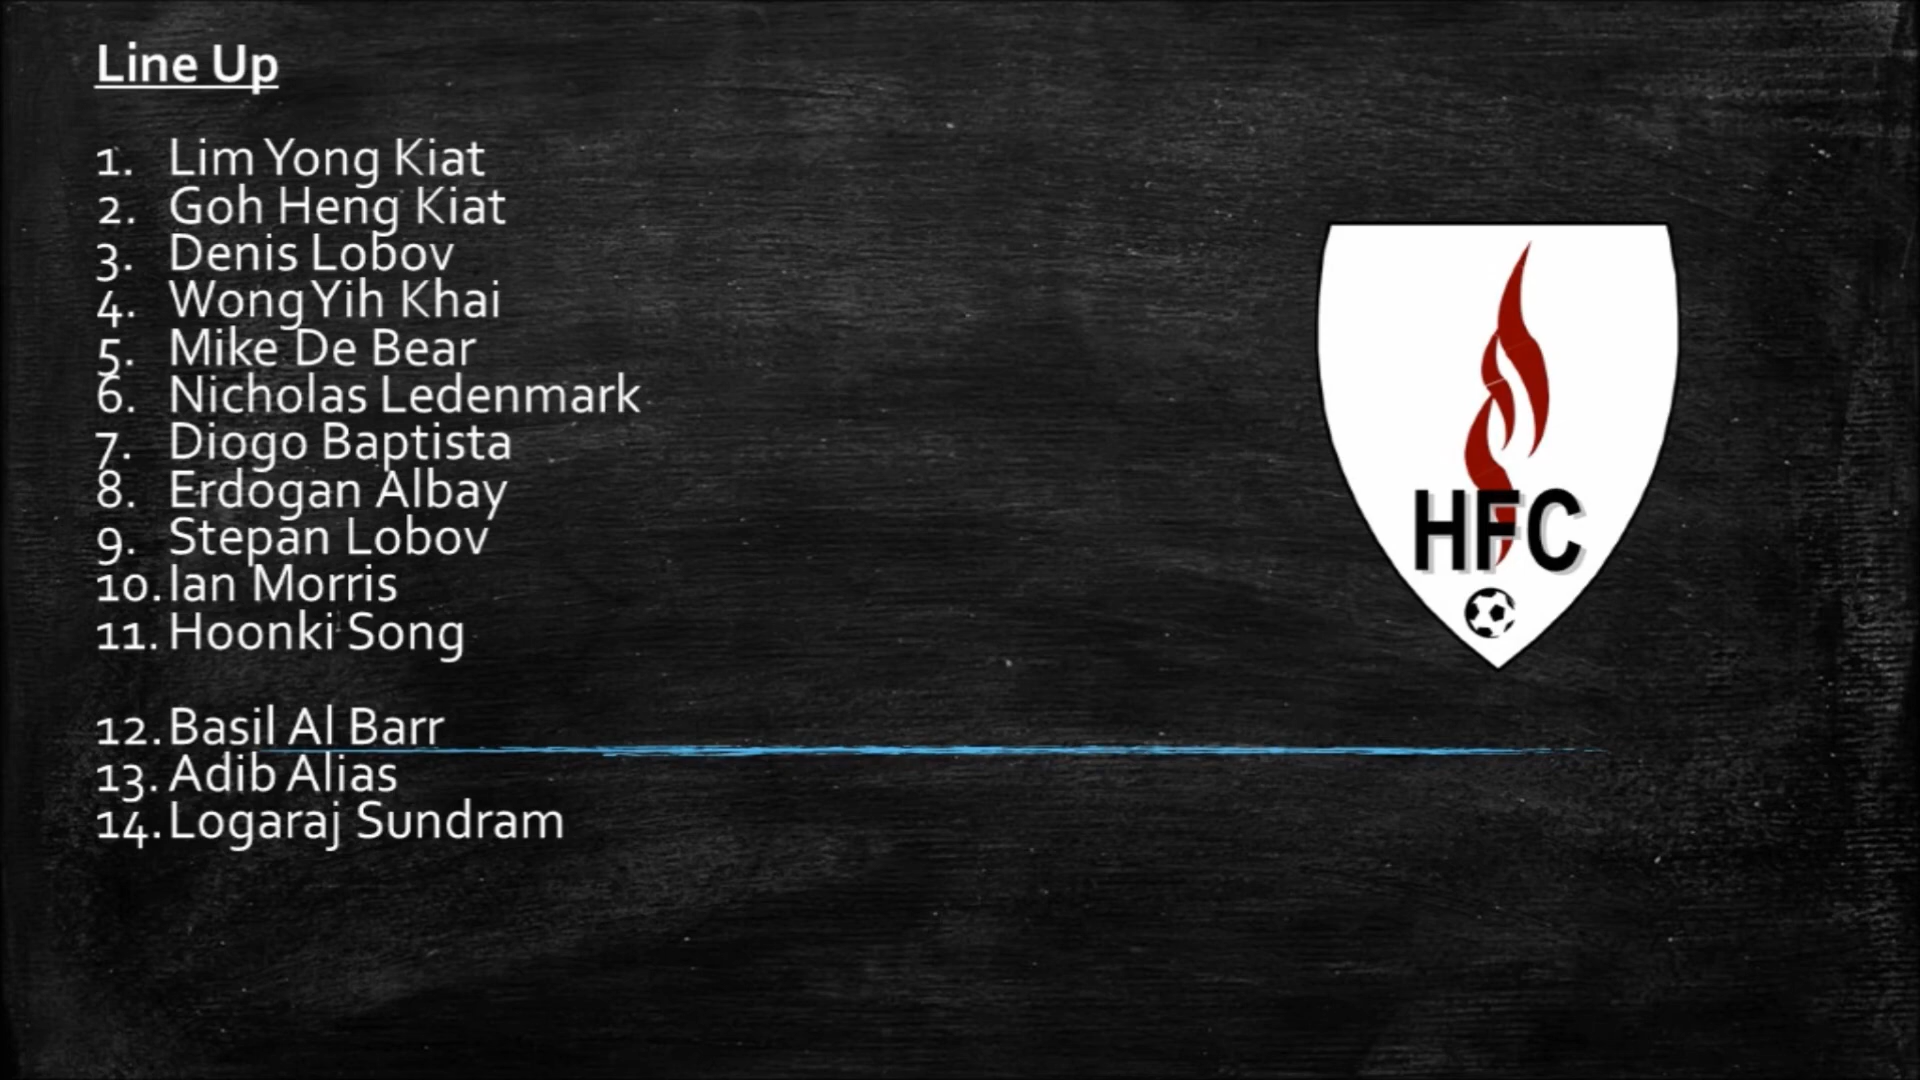 Line Up
1. Lim Yong Kiat
2. Goh Heng Kiat
3. Denis Lobov
4. Wong Yih Khai
5. Mike De Bear
6. Nicholas Ledenmark
7. Diogo Baptista
8. Erdogan Albay
9. Stepan Lobov
10. Ian Morris
11. Hoonki Song
12. Basil Al Barr
13. Adib Alias
14. Logaraj Sundram
HFC